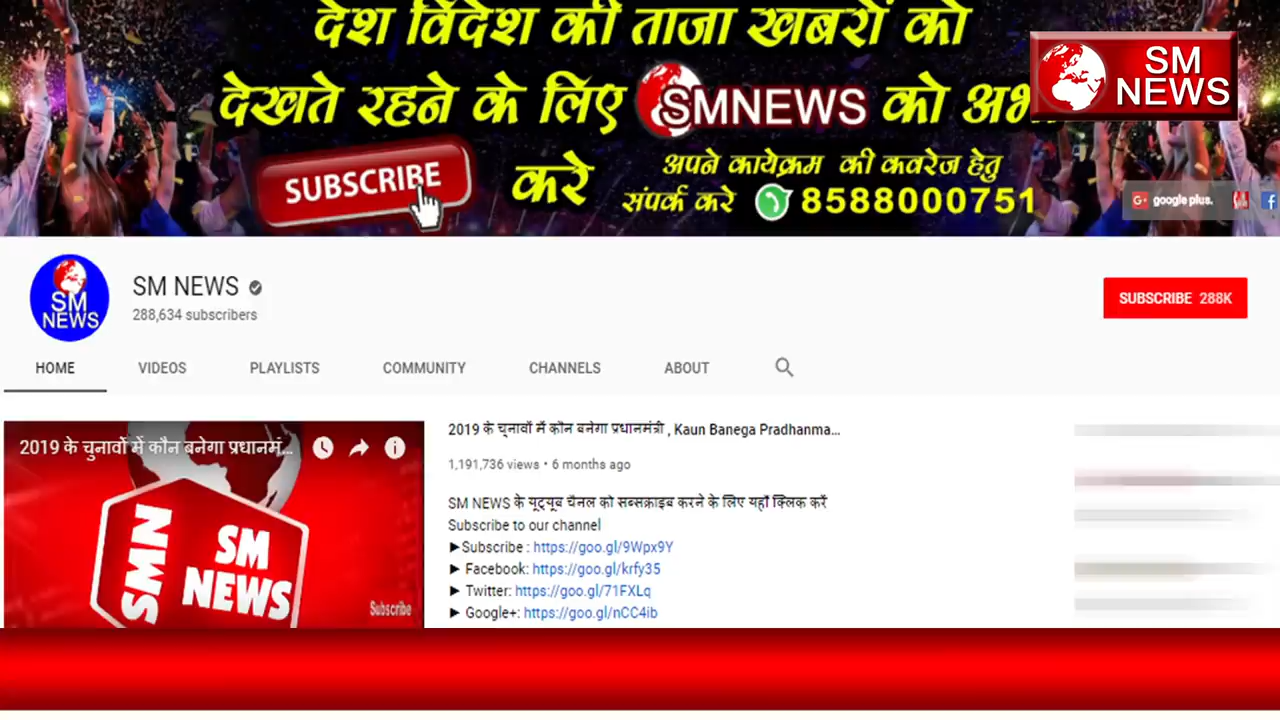 देश विदेश की ताजा खबरों को
देखते रहने के लिए SMNEWS को
SM
NEWS
SUBSCRIBE
करे
अपने कार्यक्रम की कवरेज हेतु
संपर्क करे 8588000751
G+ google plus.
SM
NEWS
SM NEWS
288,634 subscribers
SUBSCRIBE 288K
HOME VIDEOS PLAYLISTS COMMUNITY CHANNELS ABOUT
2019 के चुनावों में कौन बनेगा प्रधानमं...
SMN
SM
NEWS
Subscribe
2019 के चुनावों में कौन बनेगा प्रधानमंत्री , Kaun Banega Pradhanma...
1,191,736 views • 6 months ago
SM NEWS के यूट्यूब चैनल को सब्सक्राइब करने के लिए यहाँ क्लिक करें
Subscribe to our channel
►Subscribe : https://goo.gl/9Wpx9Y
► Facebook: https://goo.gl/krfy35
► Twitter: https://goo.gl/71FXLq
► Google+: https://goo.gl/nCC4ib